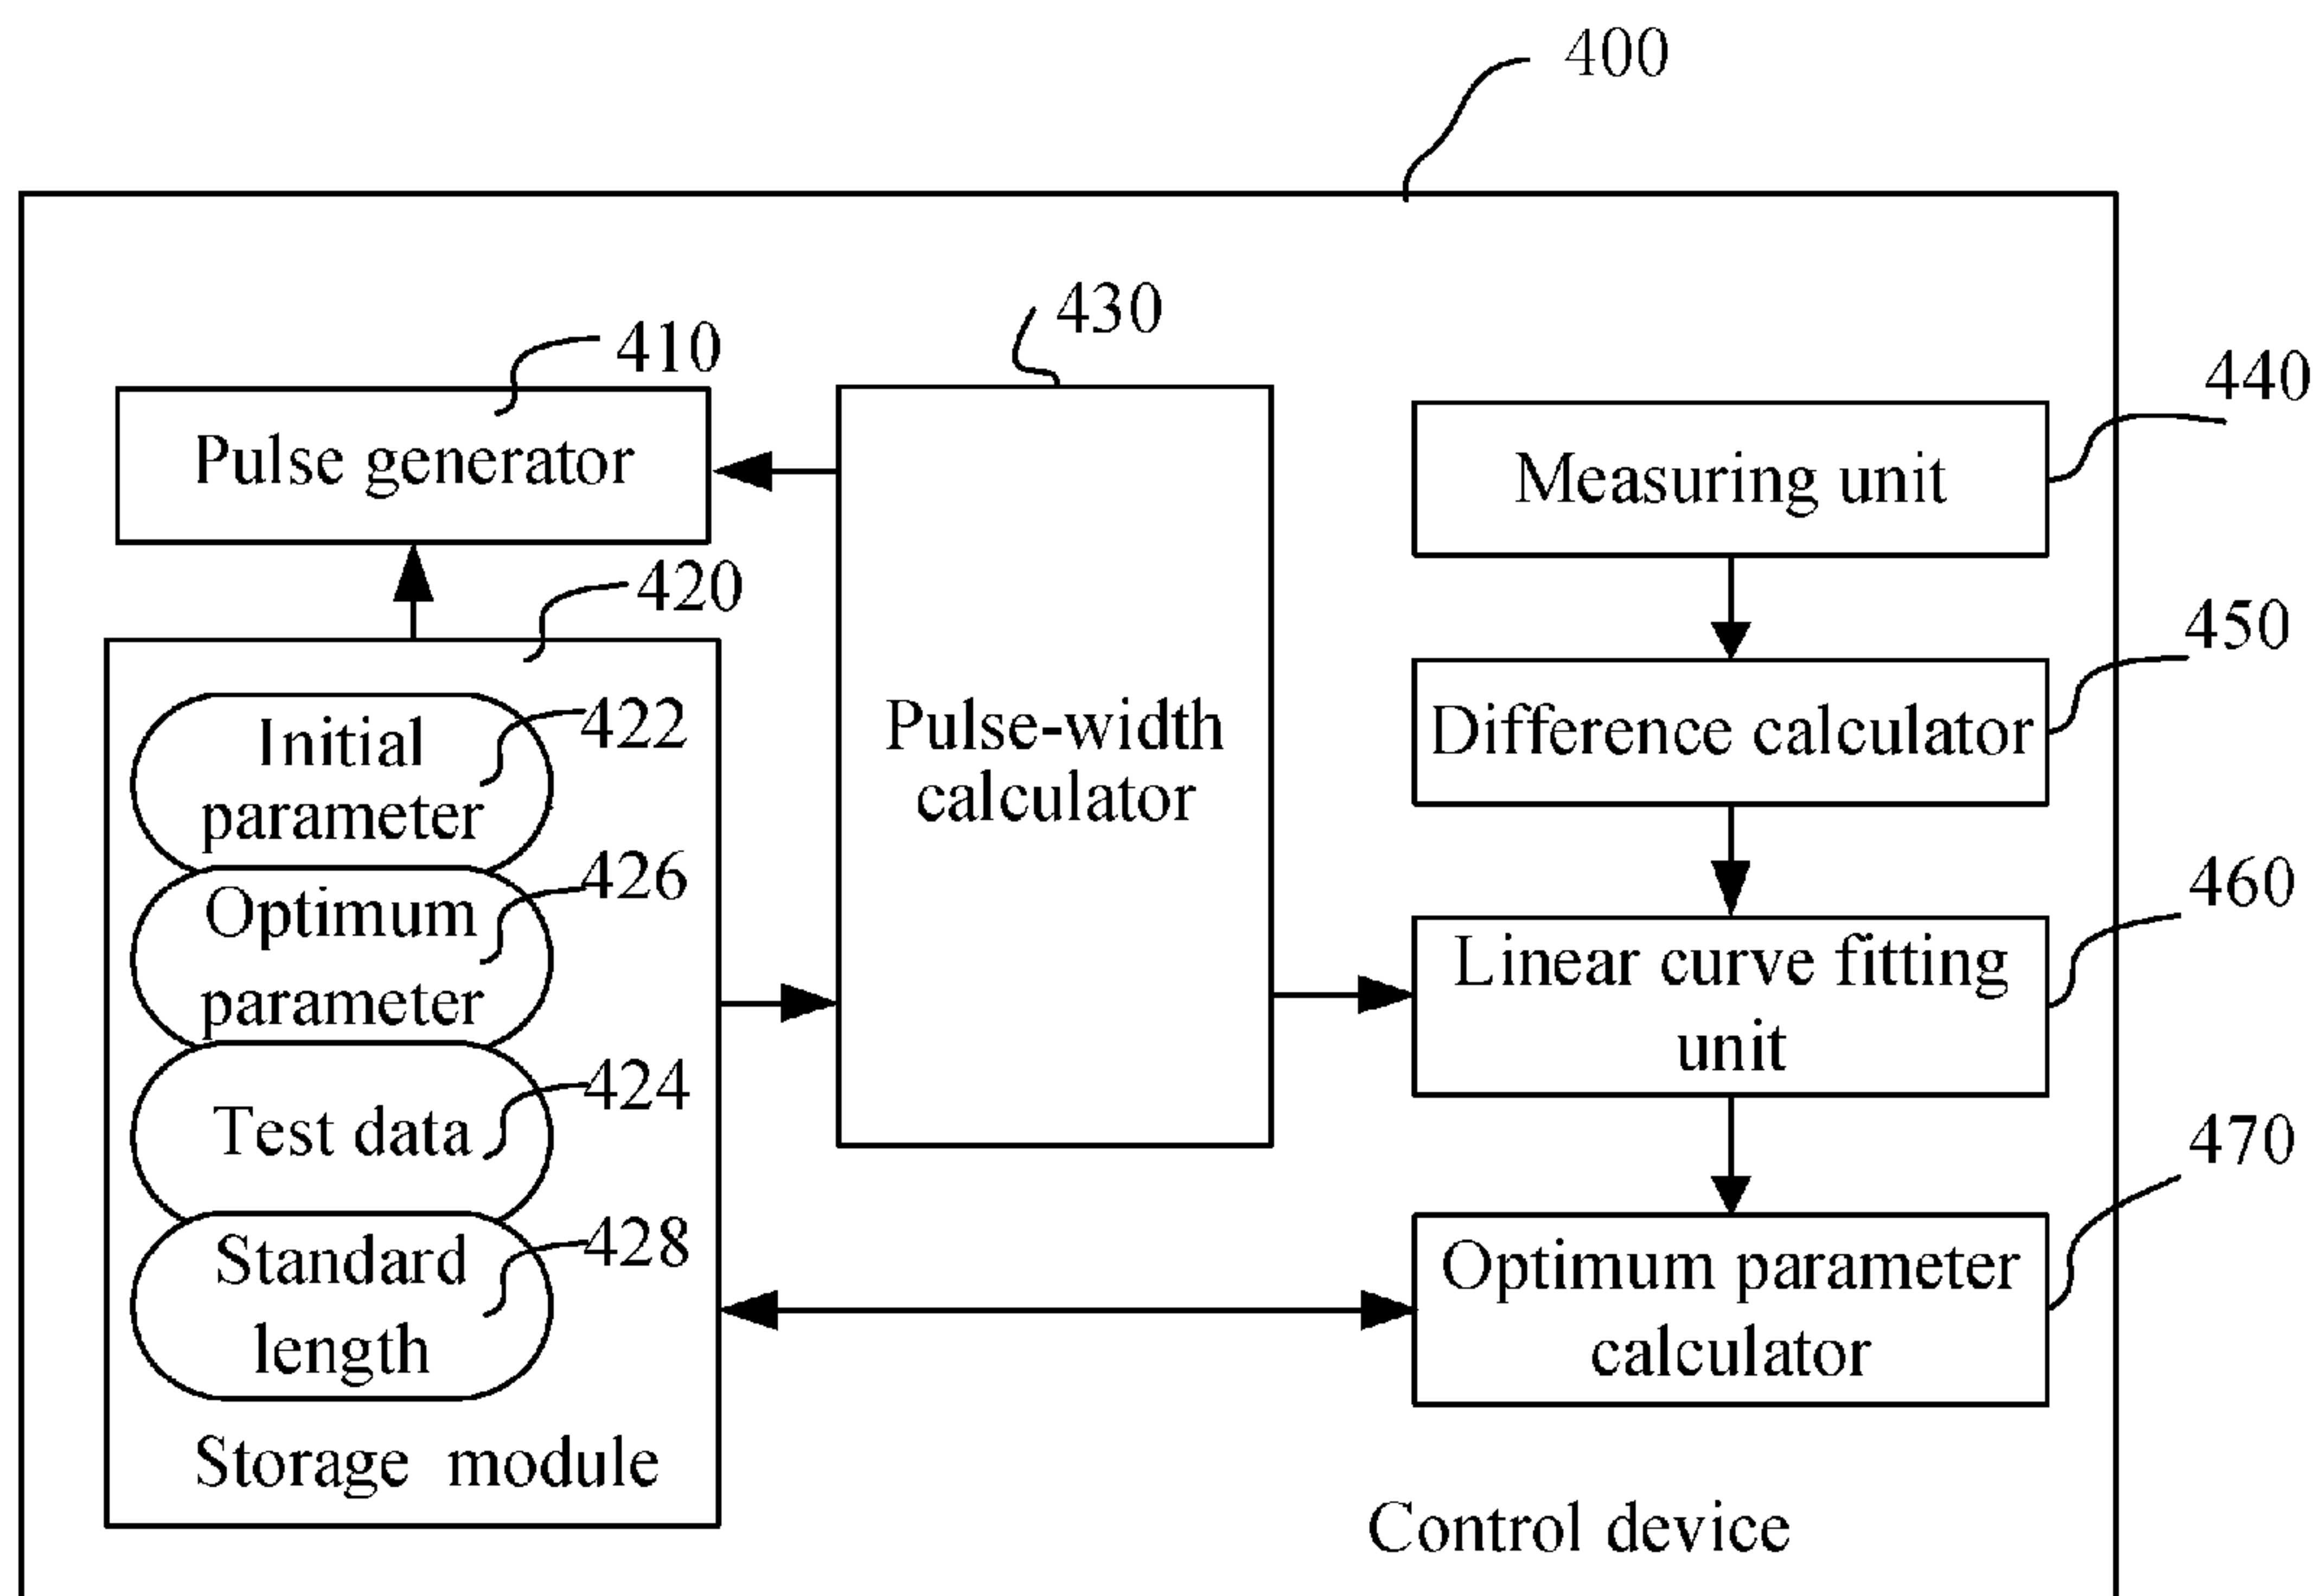 400
430
410
440
Pulse generator
Measuring unit
420
450
Initial
parameter
422
Pulse-width
calculator
Difference calculator
426
Optimum
parameter
460
Linear curve fitting
unit
424
Test data
470
428
Standard
length
Optimum parameter
calculator
Storage module
Control device